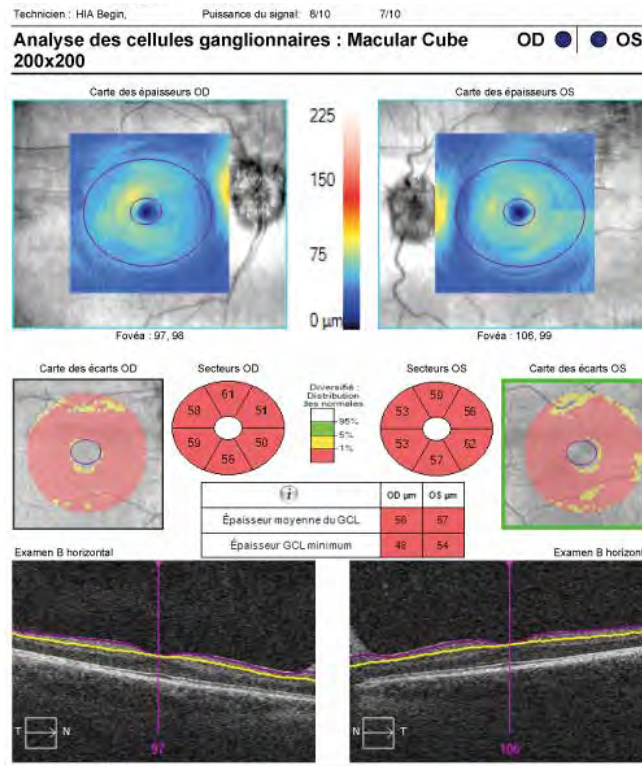 Technicien : HIA Begin, Puissance du signal: 8/10 7/10
Analyse des cellules ganglionnaires : Macular Cube 200x200 OD OS
Carte des épaisseurs OD Carte des épaisseurs OS
225
150
75
0 µm
Fovéa : 97, 98 Fovéa : 106, 99
Carte des écarts OD Secteurs OD Secteurs OS Carte des écarts OS
Diversifié :
Distribution
des normales
95%
5%
1%
61
58 51
59 50
56
59
53 56
53 62
57
OD µm OS µm
Épaisseur moyenne du GCL 56 57
Épaisseur GCL minimum 48 54
Examen B horizontal Examen B horizont
T N
97
N T
106